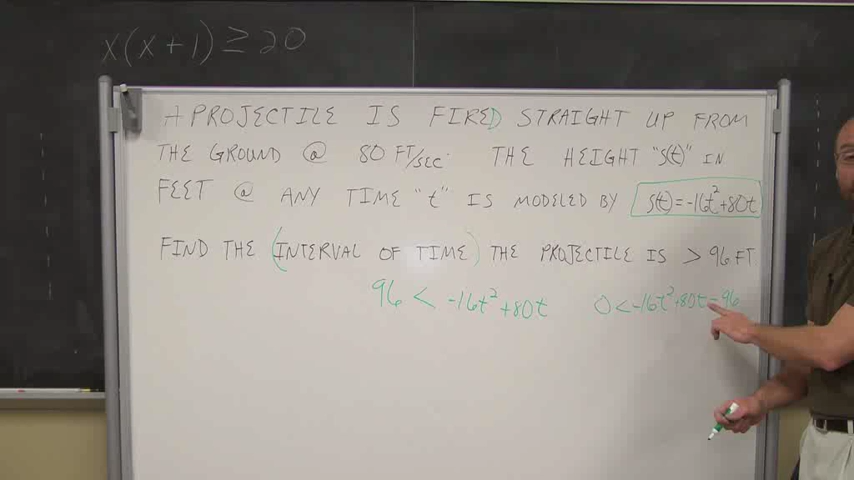 x(x+1) ≥ 20
A PROJECTILE IS FIRED STRAIGHT UP FROM
THE GROUND @ 80 FT/SEC. THE HEIGHT "s(t)" IN
FEET @ ANY TIME "t" IS MODELED BY s(t)=-16t²+80t
FIND THE (INTERVAL OF TIME) THE PROJECTILE IS > 96 FT
96 < -16t²+80t 0<-16t²+80t-96